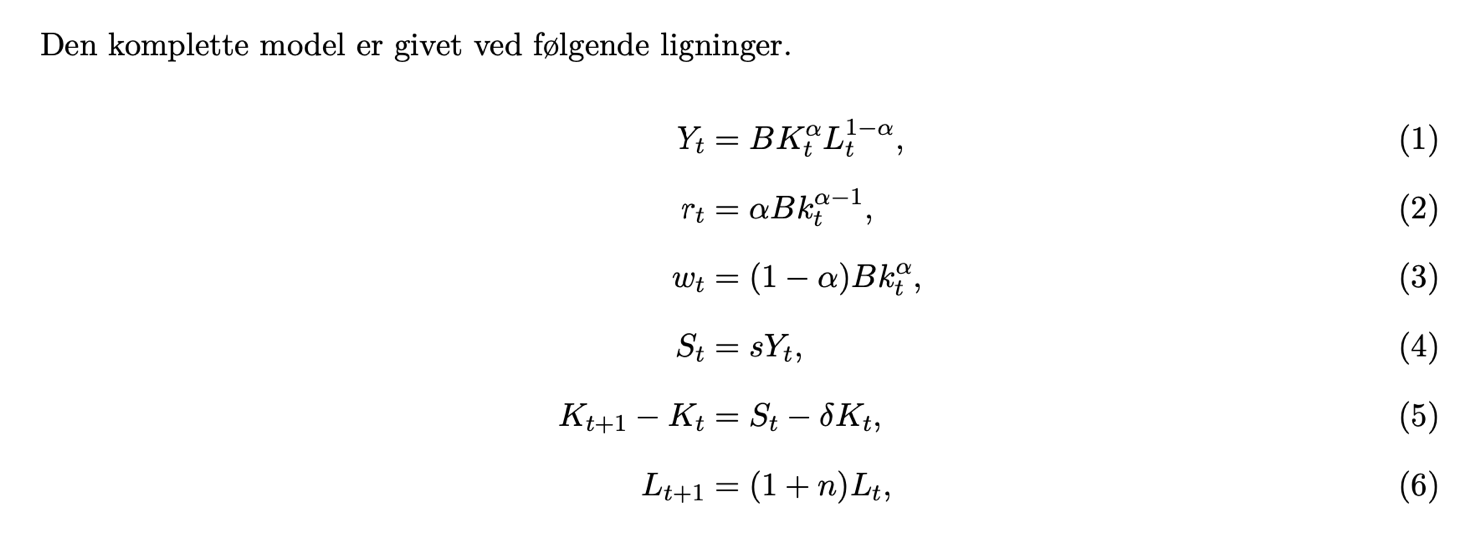 Den komplette model er givet ved følgende ligninger.
Y_t = BK_t^α L_t^{1−α}, (1)
r_t = αBk_t^{α−1}, (2)
w_t = (1 − α)Bk_t^α, (3)
S_t = sY_t, (4)
K_{t+1} − K_t = S_t − δK_t, (5)
L_{t+1} = (1 + n)L_t, (6)